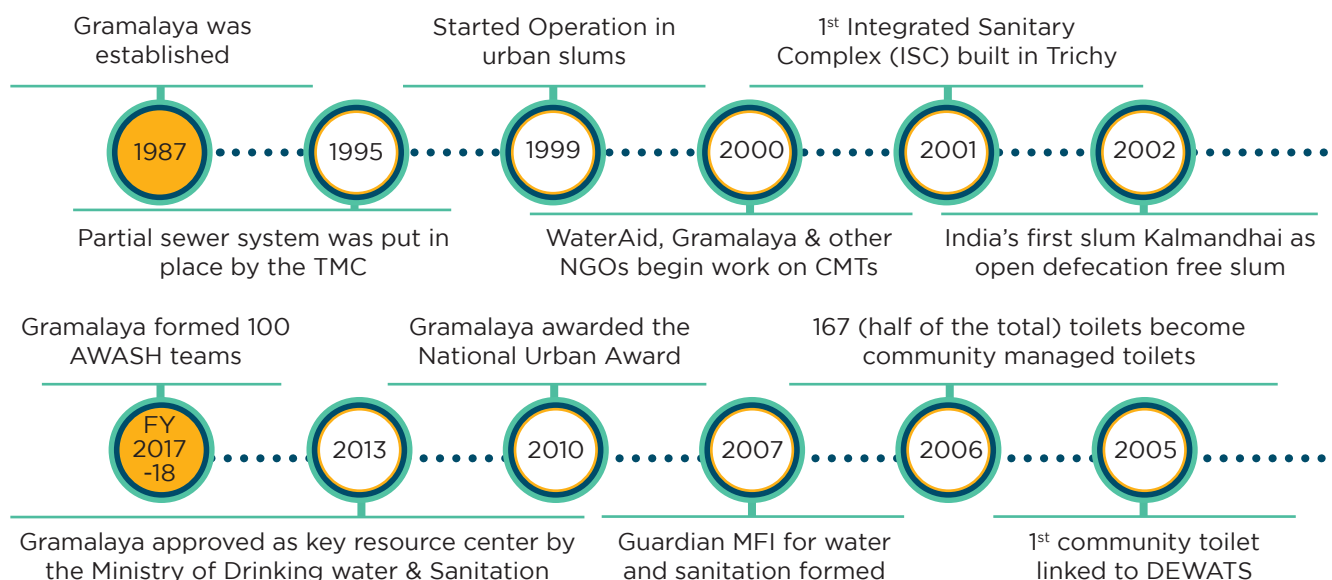 Gramalaya was
established
Started Operation in
urban slums
1st Integrated Sanitary
Complex (ISC) built in Trichy
1987
1995
1999
2000
2001
2002
Partial sewer system was put in
place by the TMC
WaterAid, Gramalaya & other
NGOs begin work on CMTs
India’s first slum Kalmandhai as
open defecation free slum
Gramalaya formed 100
AWASH teams
Gramalaya awarded the
National Urban Award
167 (half of the total) toilets become
community managed toilets
FY
2017
-18
2013
2010
2007
2006
2005
Gramalaya approved as key resource center by
the Ministry of Drinking water & Sanitation
Guardian MFI for water
and sanitation formed
1st community toilet
linked to DEWATS